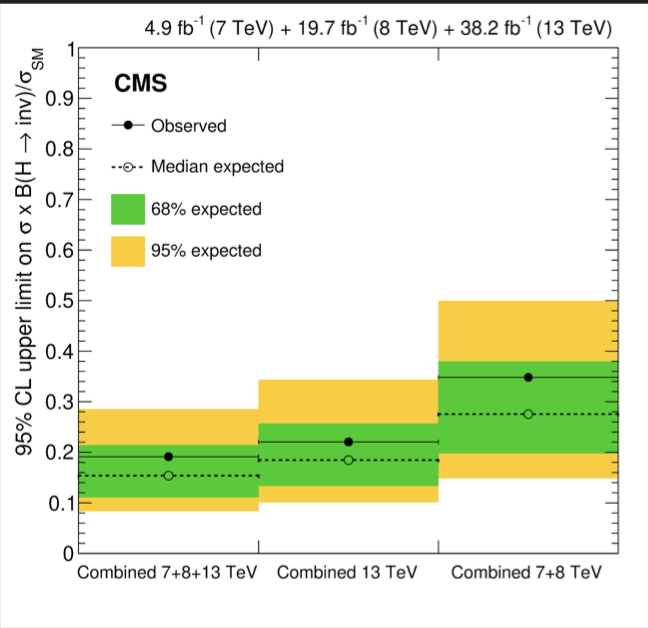 4.9 fb⁻¹ (7 TeV) + 19.7 fb⁻¹ (8 TeV) + 38.2 fb⁻¹ (13 TeV)
95% CL upper limit on σ x B(H → inv)/σ_SM
1
0.9
0.8
0.7
0.6
0.5
0.4
0.3
0.2
0.1
0
CMS
Observed
Median expected
68% expected
95% expected
Combined 7+8+13 TeV Combined 13 TeV Combined 7+8 TeV